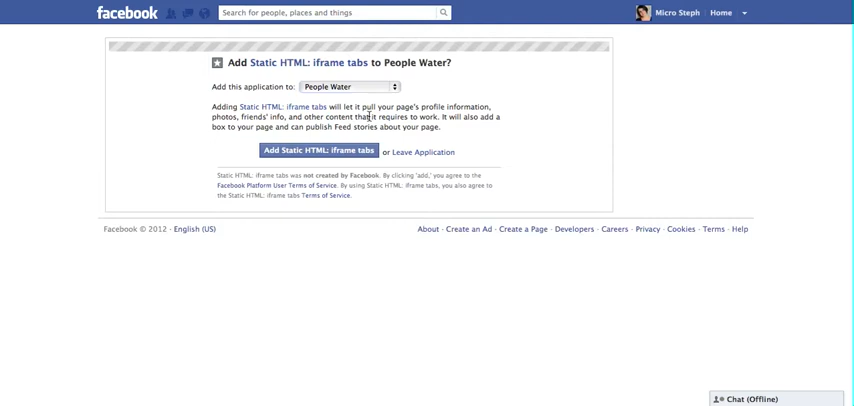 facebook Search for people, places and things Micro Steph Home
Add Static HTML: iframe tabs to People Water?
Add this application to: People Water
Adding Static HTML: iframe tabs will let it pull your page's profile information,
photos, friends' info, and other content that it requires to work. It will also add a
box to your page and can publish Feed stories about your page.
Add Static HTML: iframe tabs or Leave Application
Static HTML: iframe tabs was not created by Facebook. By clicking 'add,' you agree to the
Facebook Platform User Terms of Service. By using Static HTML: iframe tabs, you also agree to
the Static HTML: iframe tabs Terms of Service.
Facebook © 2012 · English (US) About · Create an Ad · Create a Page · Developers · Careers · Privacy · Cookies · Terms · Help
Chat (Offline)